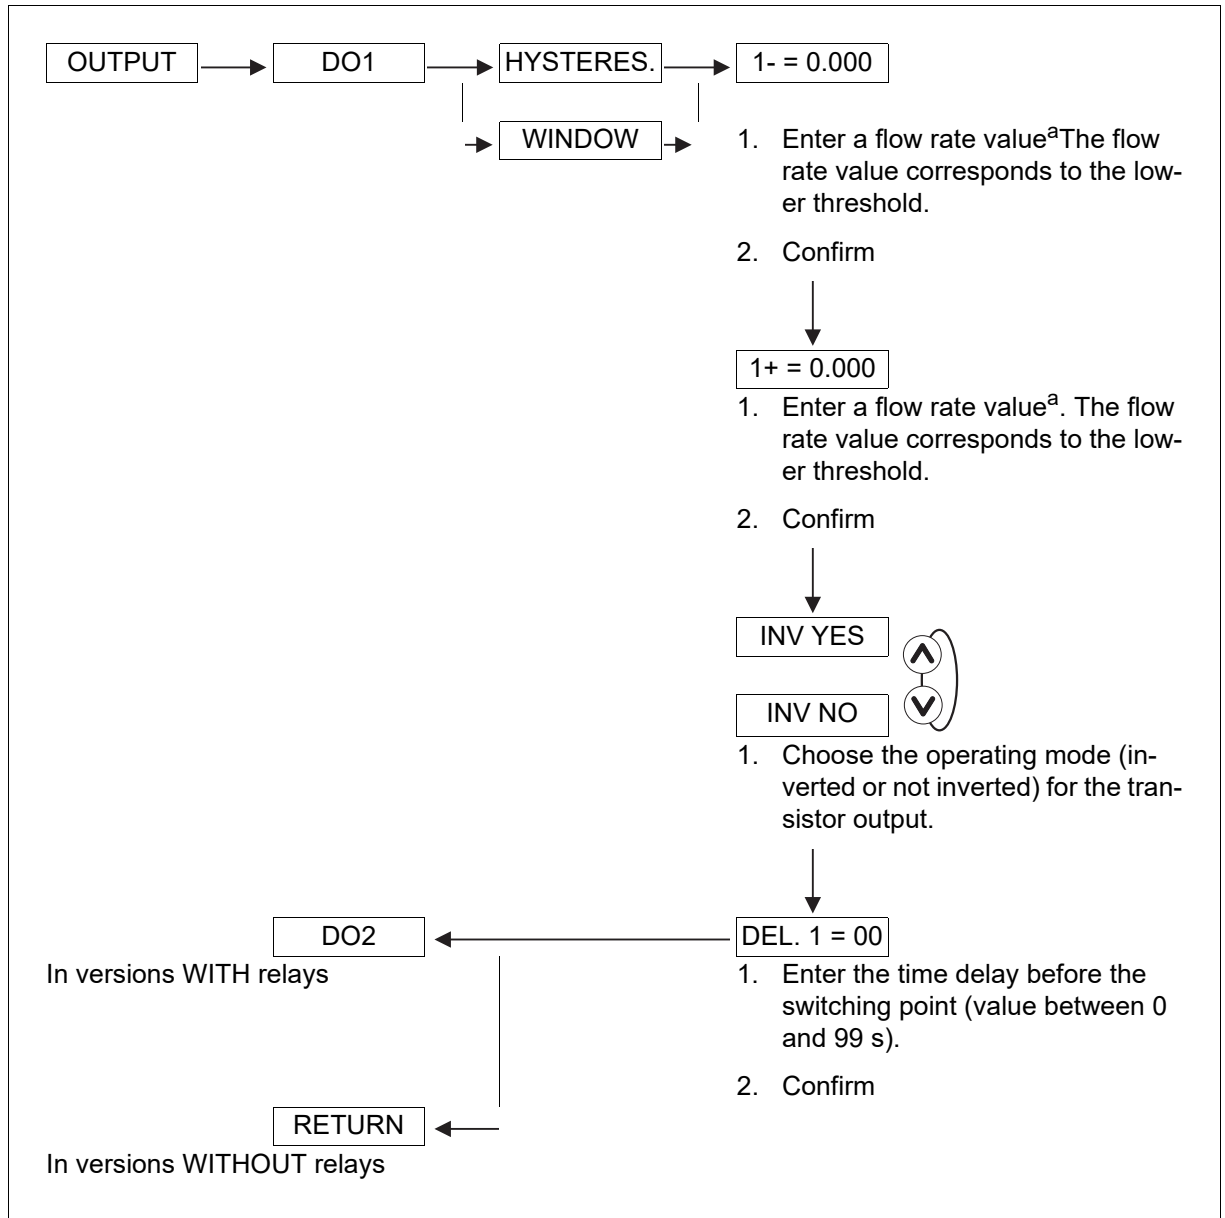 OUTPUT DO1 HYSTERES. 1- = 0.000
WINDOW
1. Enter a flow rate valueᵃThe flow
rate value corresponds to the low-
er threshold.
2. Confirm
1+ = 0.000
1. Enter a flow rate valueᵃ. The flow
rate value corresponds to the low-
er threshold.
2. Confirm
INV YES
INV NO
1. Choose the operating mode (in-
verted or not inverted) for the tran-
sistor output.
DO2 DEL. 1 = 00
In versions WITH relays
1. Enter the time delay before the
switching point (value between 0
and 99 s).
2. Confirm
RETURN
In versions WITHOUT relays